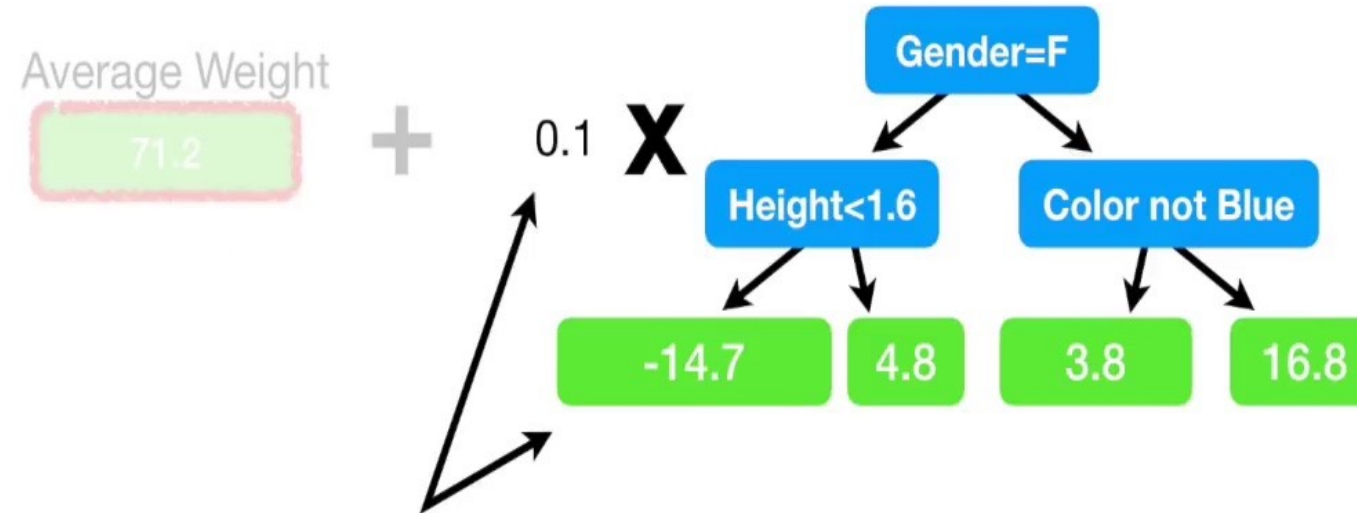 Gender=F
Average Weight
71.2
+
0.1 X
Height<1.6
Color not Blue
-14.7
4.8
3.8
16.8